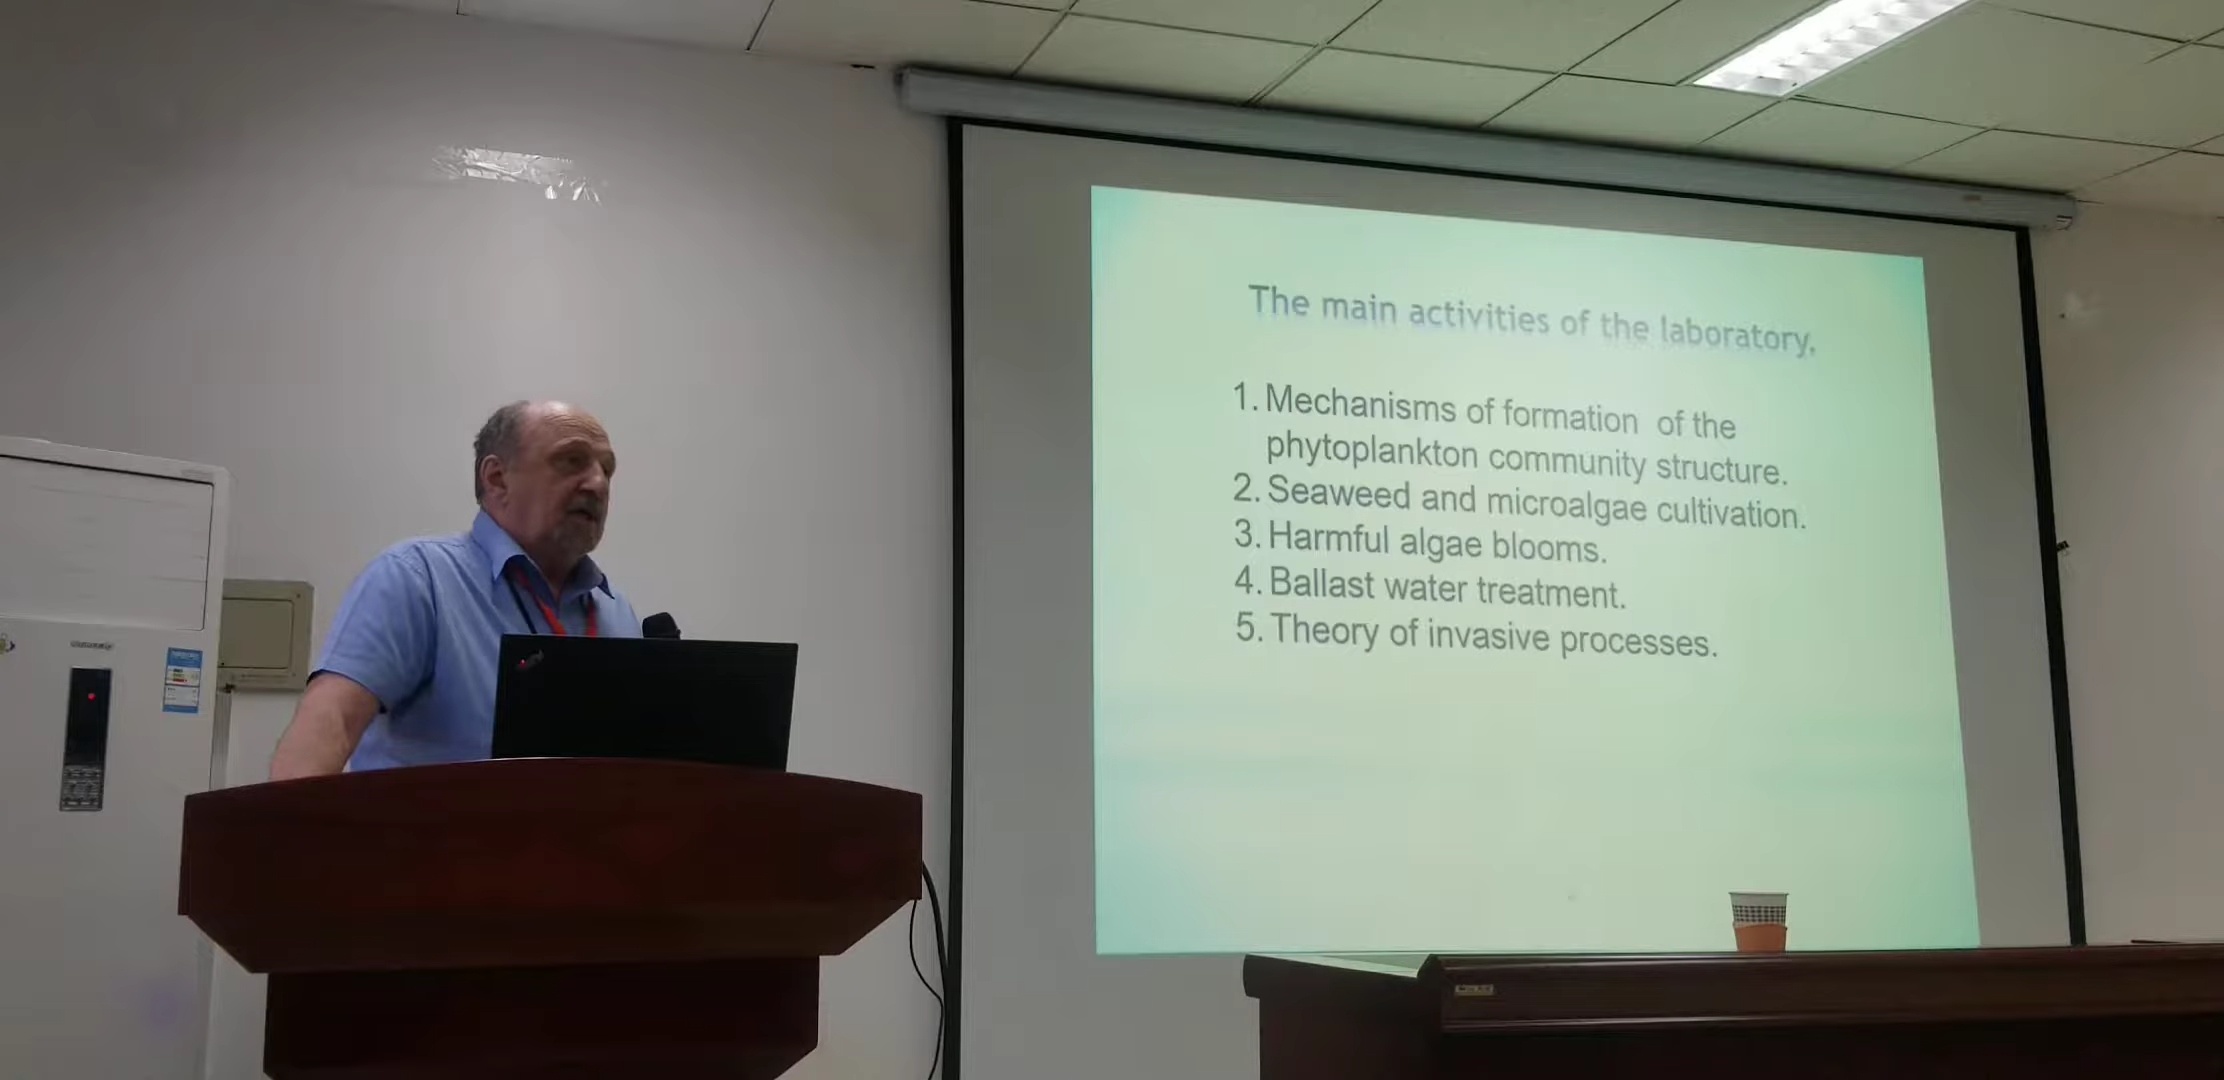 The main activities of the laboratory.
1. Mechanisms of formation of the
phytoplankton community structure.
2. Seaweed and microalgae cultivation.
3. Harmful algae blooms.
4. Ballast water treatment.
5. Theory of invasive processes.